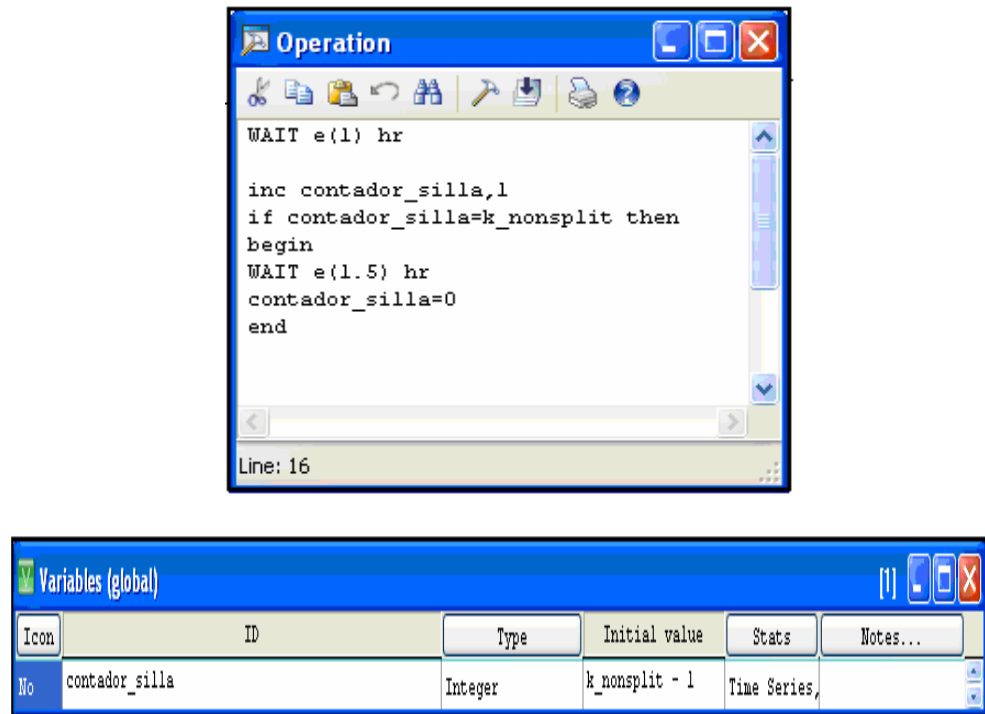 Operation
WAIT e(1) hr
inc contador_silla,1
if contador_silla=k_nonsplit then
begin
WAIT e(1.5) hr
contador_silla=0
end
Line: 16
Variables (global) [1]
Icon ID Type Initial value Stats Notes...
No contador_silla Integer k_nonsplit - 1 Time Series,